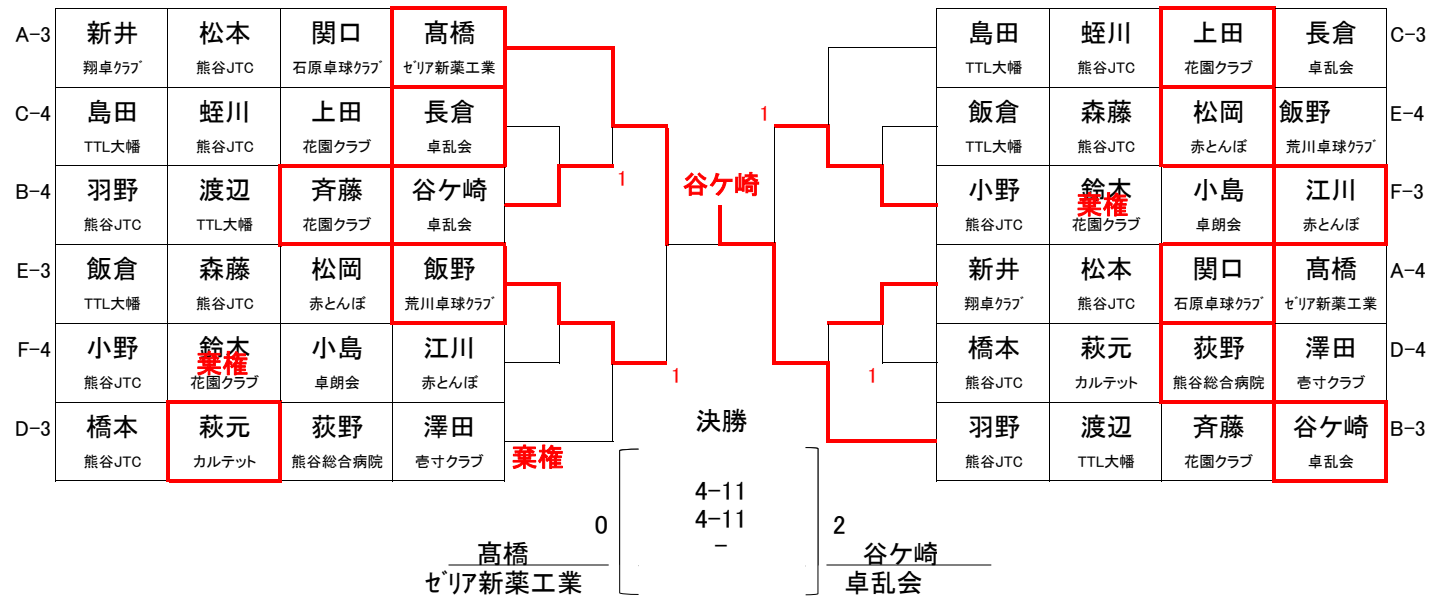 A-3 新井 松本 関口 髙橋
翔卓ｸﾗﾌﾞ 熊谷JTC 石原卓球ｸﾗﾌﾞ ｾﾞﾘｱ新薬工業
C-4 島田 蛭川 上田 長倉
TTL大幡 熊谷JTC 花園クラブ 卓乱会
B-4 羽野 渡辺 斉藤 谷ケ崎
熊谷JTC TTL大幡 花園クラブ 卓乱会
E-3 飯倉 森藤 松岡 飯野
TTL大幡 熊谷JTC 赤とんぼ 荒川卓球ｸﾗﾌﾞ
F-4 小野 鈴木 小島 江川
棄権
熊谷JTC 花園クラブ 卓朗会 赤とんぼ
D-3 橋本 萩元 荻野 澤田
熊谷JTC カルテット 熊谷総合病院 壱寸クラブ
棄権
1
1
谷ケ崎
1
1
島田 蛭川 上田 長倉 C-3
TTL大幡 熊谷JTC 花園クラブ 卓乱会
飯倉 森藤 松岡 飯野 E-4
TTL大幡 熊谷JTC 赤とんぼ 荒川卓球ｸﾗﾌﾞ
小野 鈴木 小島 江川 F-3
棄権
熊谷JTC 花園クラブ 卓朗会 赤とんぼ
新井 松本 関口 髙橋 A-4
翔卓ｸﾗﾌﾞ 熊谷JTC 石原卓球ｸﾗﾌﾞ ｾﾞﾘｱ新薬工業
橋本 萩元 荻野 澤田 D-4
熊谷JTC カルテット 熊谷総合病院 壱寸クラブ
羽野 渡辺 斉藤 谷ケ崎 B-3
熊谷JTC TTL大幡 花園クラブ 卓乱会
決勝
4-11
4-11
-
0
2
髙橋
ｾﾞﾘｱ新薬工業
谷ケ崎
卓乱会